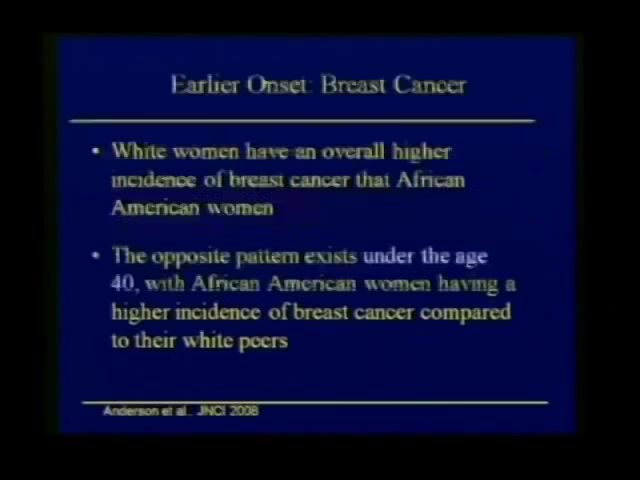 Earlier Onset: Breast Cancer
• White women have an overall higher
incidence of breast cancer that African
American women
• The opposite pattern exists under the age
40, with African American women having a
higher incidence of breast cancer compared
to their white peers
Anderson et al., JNCI 2008